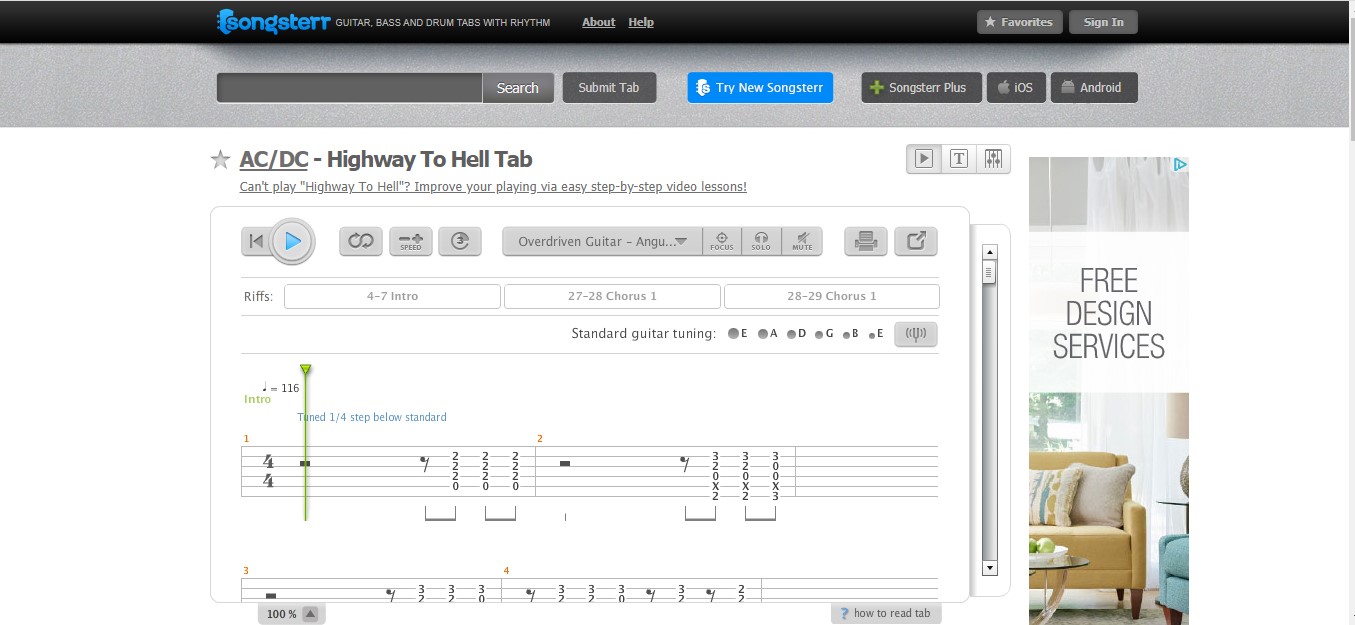 Songsterr GUITAR, BASS AND DRUM TABS WITH RHYTHM About Help Favorites Sign In
Search Submit Tab Try New Songsterr Songsterr Plus iOS Android
AC/DC - Highway To Hell Tab
T
Can't play "Highway To Hell"? Improve your playing via easy step-by-step video lessons!
SPEED 3 Overdriven Guitar - Angu... FOCUS SOLO MUTE
Riffs: 4-7 Intro 27-28 Chorus 1 28-29 Chorus 1
Standard guitar tuning: E A D G B E
= 116
Intro
Tuned 1/4 step below standard
1 2
4 2 2 2 3 3 3
4 2 2 2 2 0 0
2 2 2 0 0 0
0 0 0 X X X
2 2 3
3 4
3 3 3 3 3 3 3 2
2 2 0 2 2 0 2 2
100 % ? how to read tab
FREE
DESIGN
SERVICES